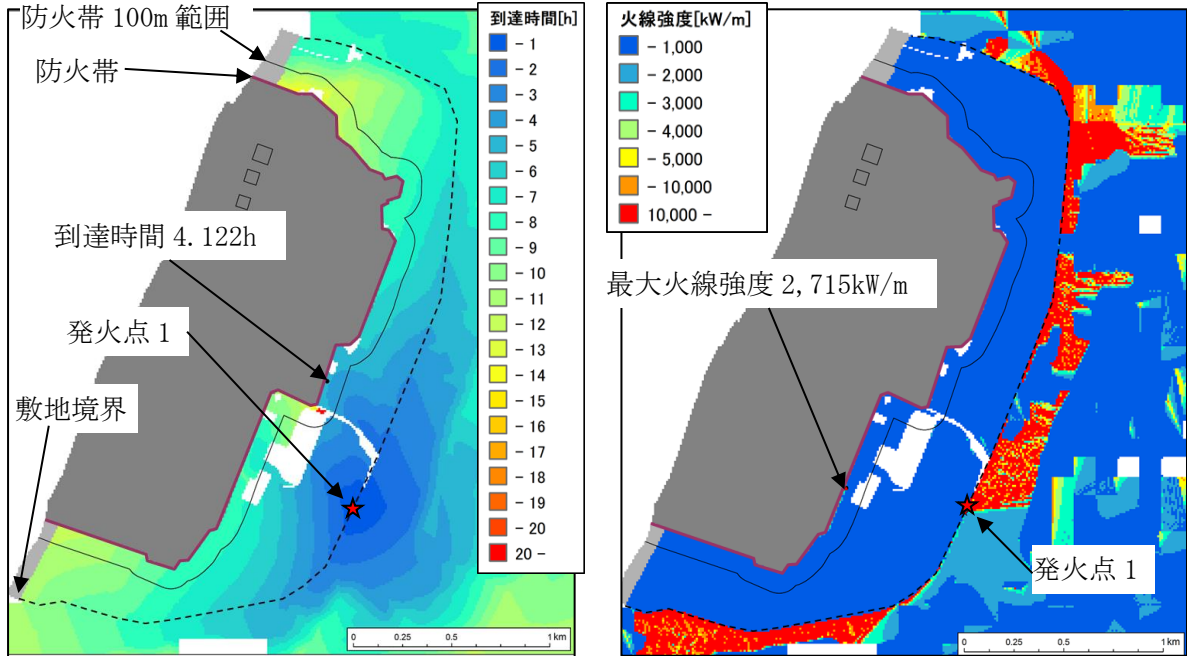 防火帯 100m 範囲
防火帯
到達時間 4.122h
発火点 1
敷地境界
到達時間[h]
- 1
- 2
- 3
- 4
- 5
- 6
- 7
- 8
- 9
- 10
- 11
- 12
- 13
- 14
- 15
- 16
- 17
- 18
- 19
- 20
20 -
0 0.25 0.5 1 km
火線強度[kW/m]
- 1,000
- 2,000
- 3,000
- 4,000
- 5,000
- 10,000
10,000 -
最大火線強度 2,715kW/m
発火点 1
0 0.25 0.5 1 km